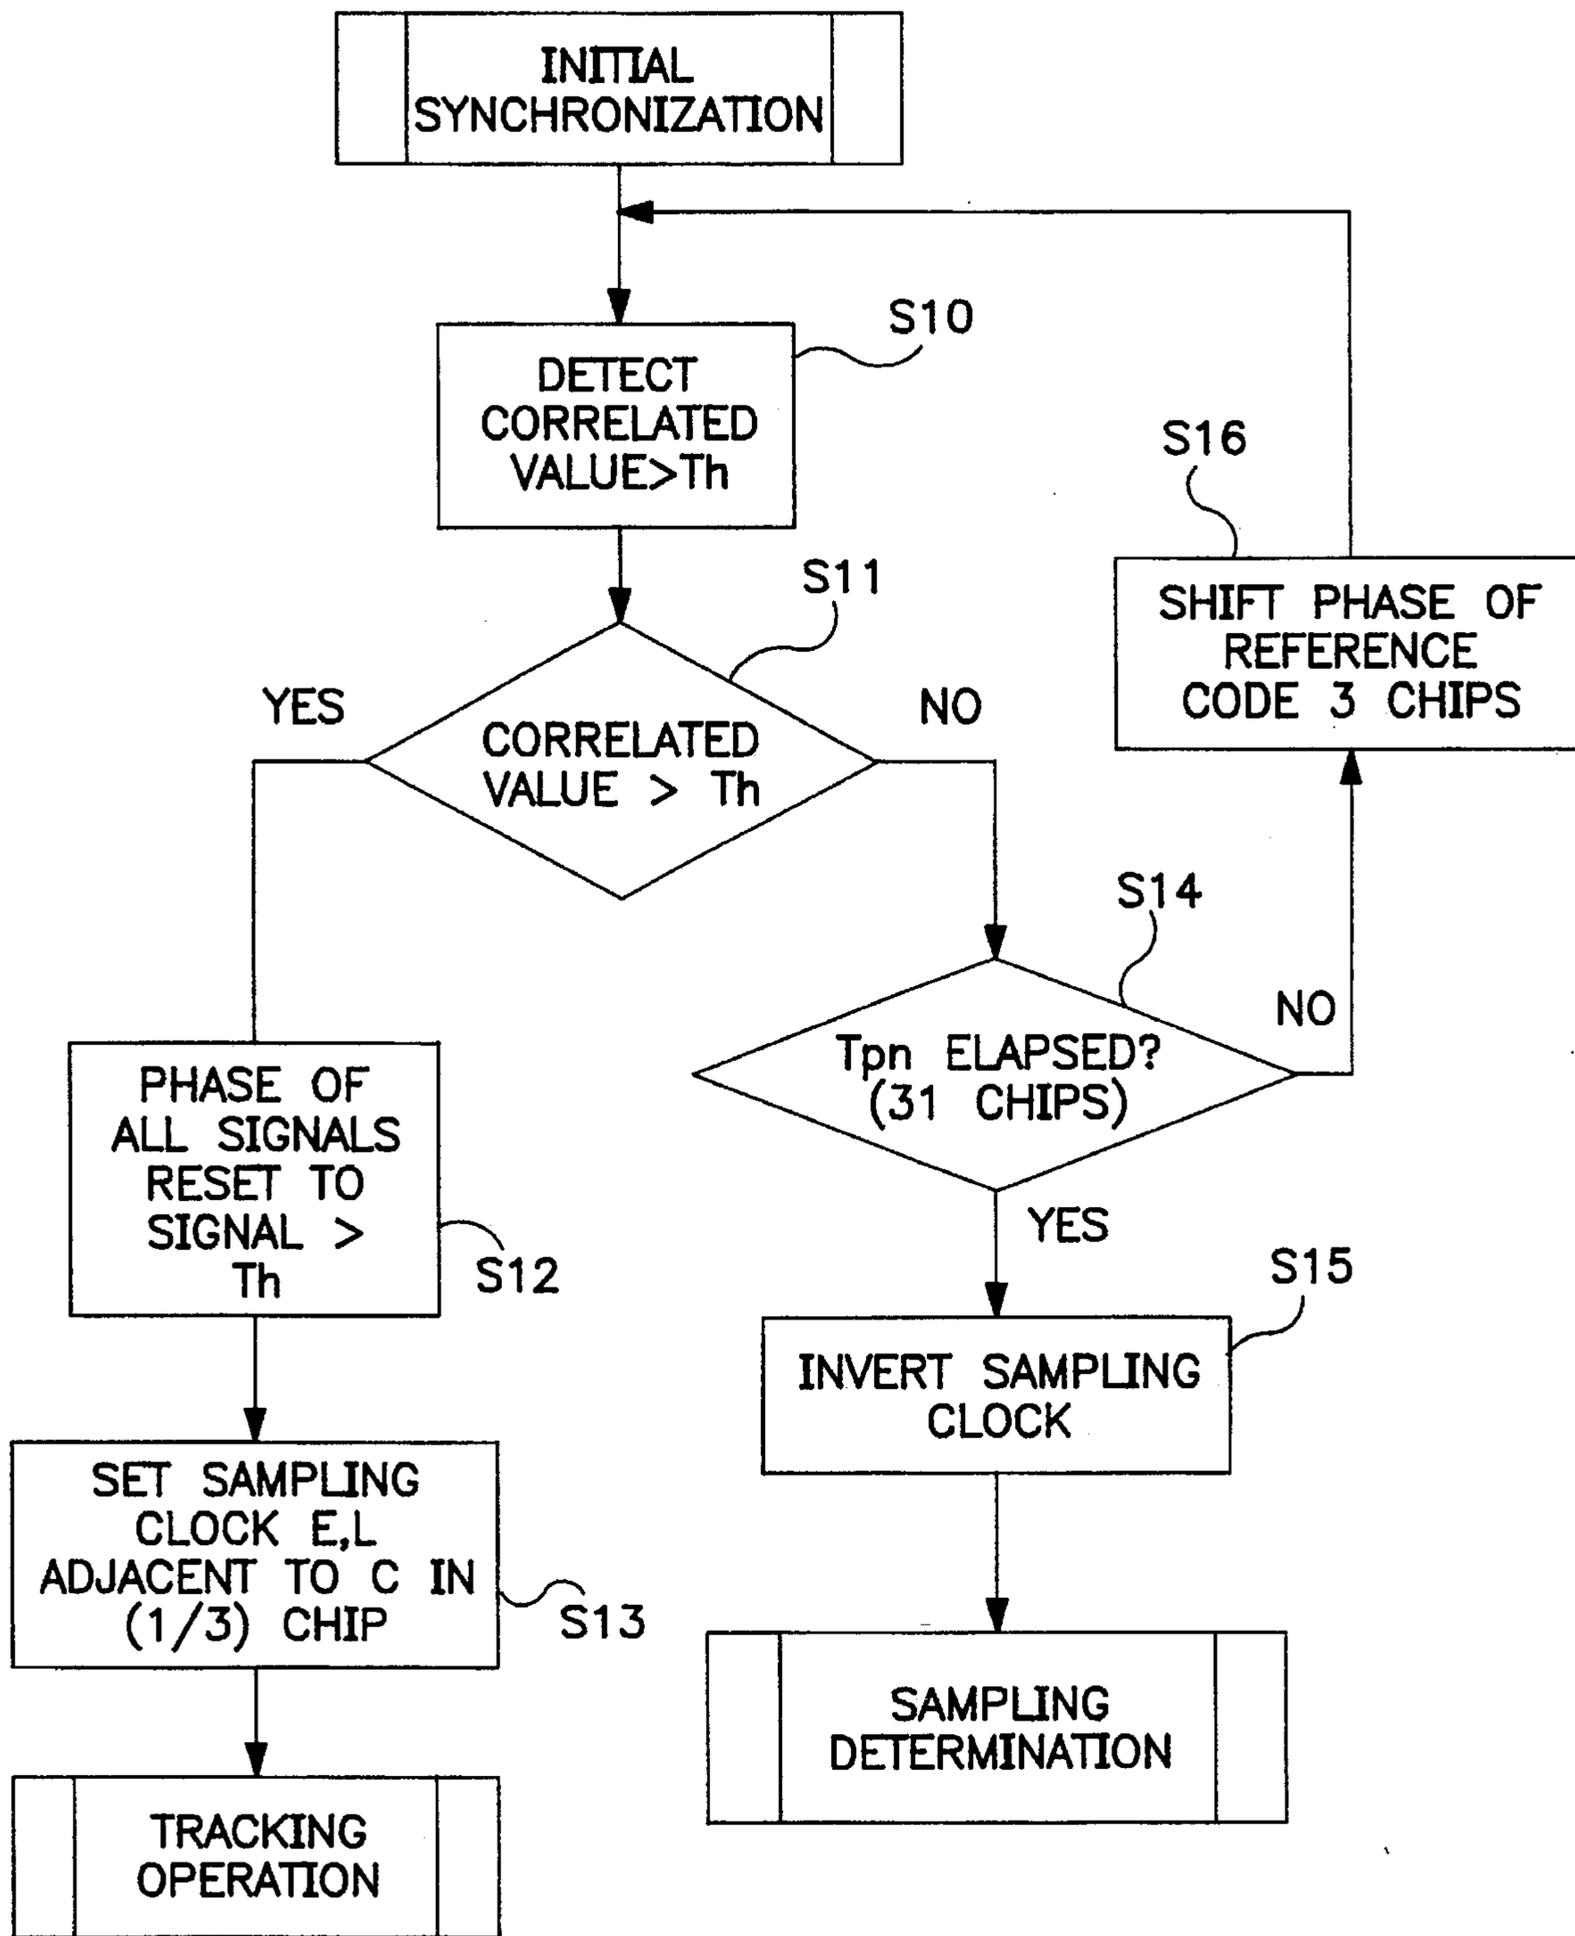 INITIAL
SYNCHRONIZATION
S10
DETECT
CORRELATED
VALUE>Th
S16
SHIFT PHASE OF
REFERENCE
CODE 3 CHIPS
S11
YES
NO
CORRELATED
VALUE > Th
S14
NO
Tpn ELAPSED?
(31 CHIPS)
YES
PHASE OF
ALL SIGNALS
RESET TO
SIGNAL >
Th
S12
S15
INVERT SAMPLING
CLOCK
SET SAMPLING
CLOCK E,L
ADJACENT TO C IN
(1/3) CHIP
S13
SAMPLING
DETERMINATION
TRACKING
OPERATION